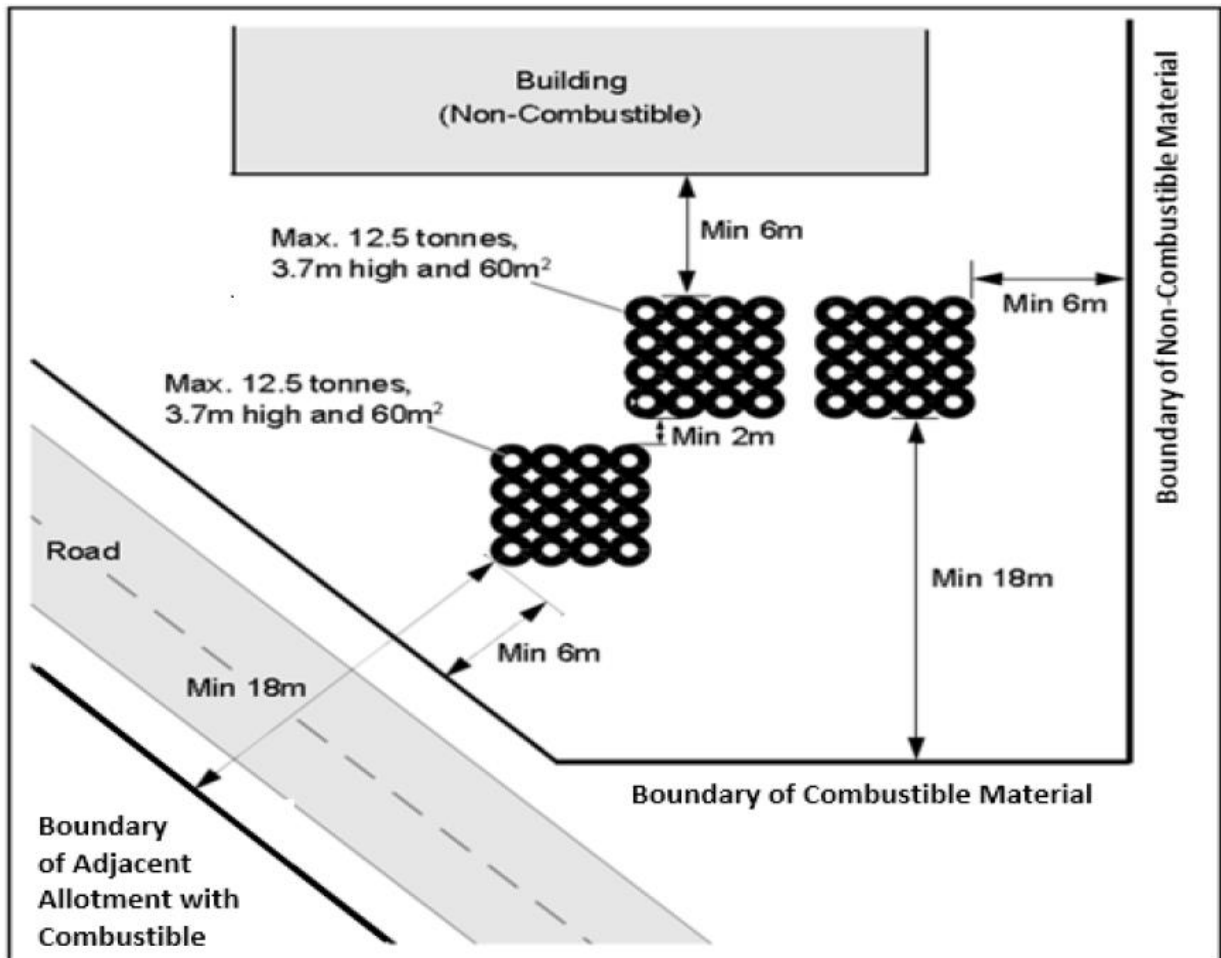 Building
(Non-Combustible)
Boundary of Non-Combustible Material
Min 6m
Max. 12.5 tonnes,
3.7m high and 60m²
Min 6m
Max. 12.5 tonnes,
3.7m high and 60m²
Min 2m
Road
Min 18m
Min 6m
Min 18m
Boundary of Combustible Material
Boundary
of Adjacent
Allotment with
Combustible